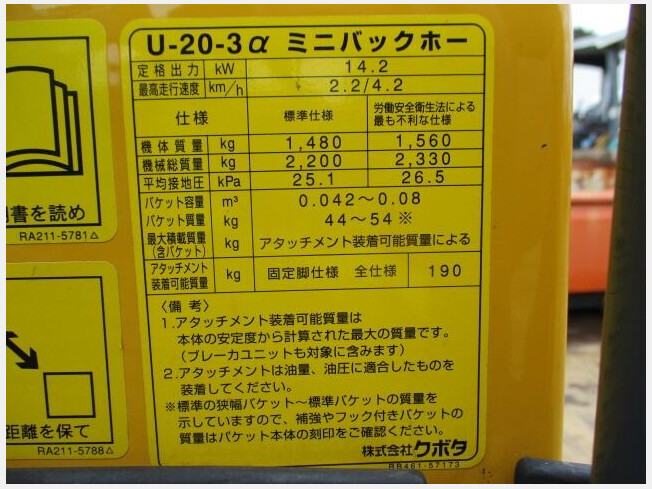 U-20-3α ミニバックホー
定格出力 kW 14.2
最高走行速度 km/h 2.2/4.2
仕様 標準仕様 労働安全衛生法による
最も不利な仕様
機体質量 kg 1,480 1,560
機械総質量 kg 2,200 2,330
平均接地圧 kPa 25.1 26.5
バケット容量 m³ 0.042～0.08
バケット質量 kg 44～54※
最大積載質量
(含バケット) kg アタッチメント装着可能質量による
アタッチメント
装着可能質量 kg 固定脚仕様 全仕様 190
〈備考〉
1.アタッチメント装着可能質量は
本体の安定度から計算された最大の質量です。
(ブレーカユニットも対象に含みます)
2.アタッチメントは油量、油圧に適合したものを
装着してください。
※標準の狭幅バケット～標準バケットの質量を
示していますので、補強やフック付きバケットの
質量はバケット本体の刻印をご確認ください。
株式会社クボタ
RB461-57173
書を読め
RA211-5781△
距離を保て
RA211-5788△